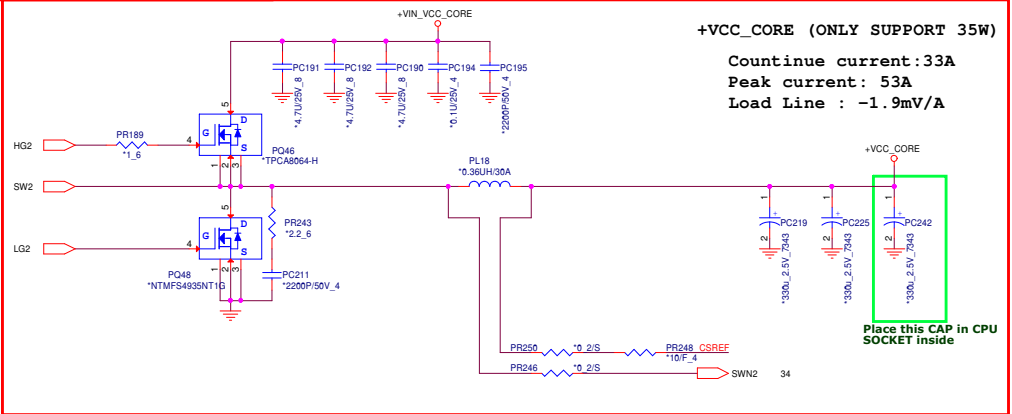 +VIN_VCC_CORE
+VCC_CORE (ONLY SUPPORT 35W)
Countinue current:33A
Peak current: 53A
Load Line : -1.9mV/A
PC191
*4.7U/25V_8
PC192
*4.7U/25V_8
PC190
*4.7U/25V_8
PC194
*0.1U/25V_4
PC195
*2200P/50V_4
HG2
PR189
*1_6
4
5
G
D
S
1
2
3
PQ46
*TPCA8064-H
SW2
PL18
*0.36UH/30A
+VCC_CORE
LG2
4
5
G
D
S
1
2
3
PQ48
*NTMFS4935NT1G
PR243
*2.2_6
PC211
*2200P/50V_4
1
2
+
PC219
*330u_2.5V_7343
1
2
+
PC225
*330u_2.5V_7343
1
2
+
PC242
*330u_2.5V_7343
Place this CAP in CPU
SOCKET inside
PR250
*0_2/S
PR248
*10/F_4
CSREF
PR246
*0_2/S
SWN2
34